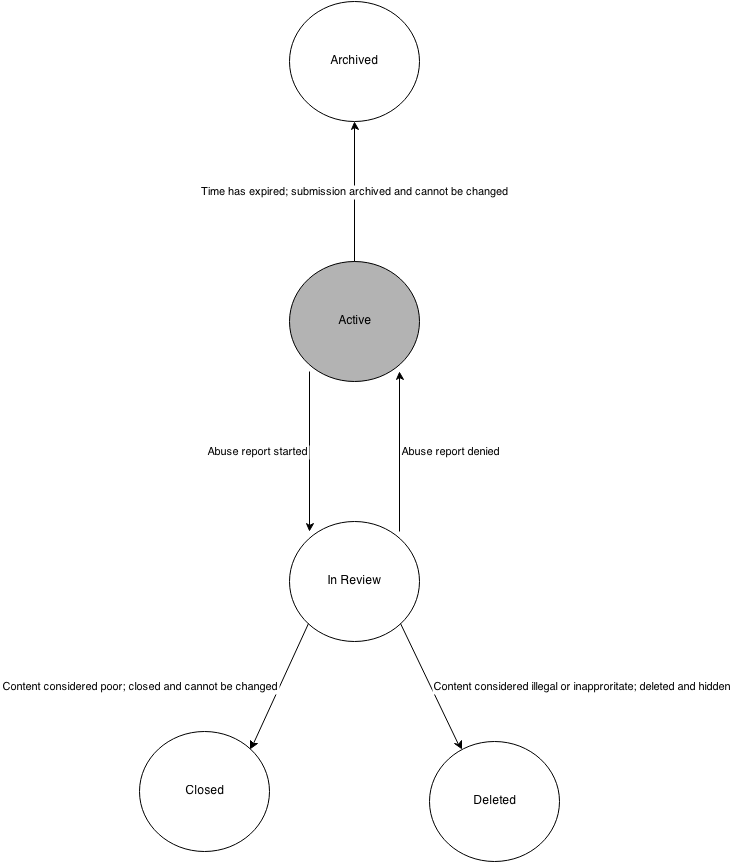 Archived
Time has expired; submission archived and cannot be changed
Active
Abuse report started
Abuse report denied
In Review
Content considered poor; closed and cannot be changed
Content considered illegal or inapproritate; deleted and hidden
Closed
Deleted